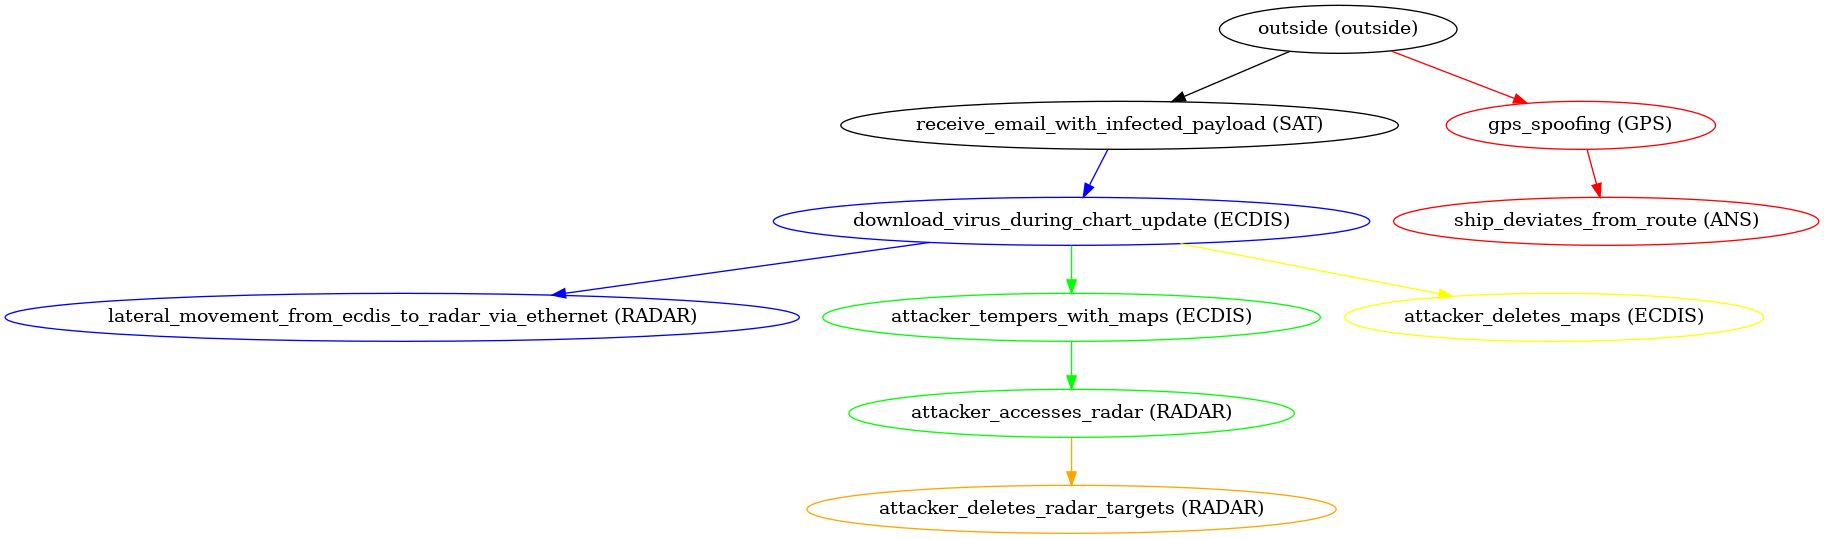 outside (outside)
receive_email_with_infected_payload (SAT)
gps_spoofing (GPS)
download_virus_during_chart_update (ECDIS)
ship_deviates_from_route (ANS)
lateral_movement_from_ecdis_to_radar_via_ethernet (RADAR)
attacker_tempers_with_maps (ECDIS)
attacker_deletes_maps (ECDIS)
attacker_accesses_radar (RADAR)
attacker_deletes_radar_targets (RADAR)